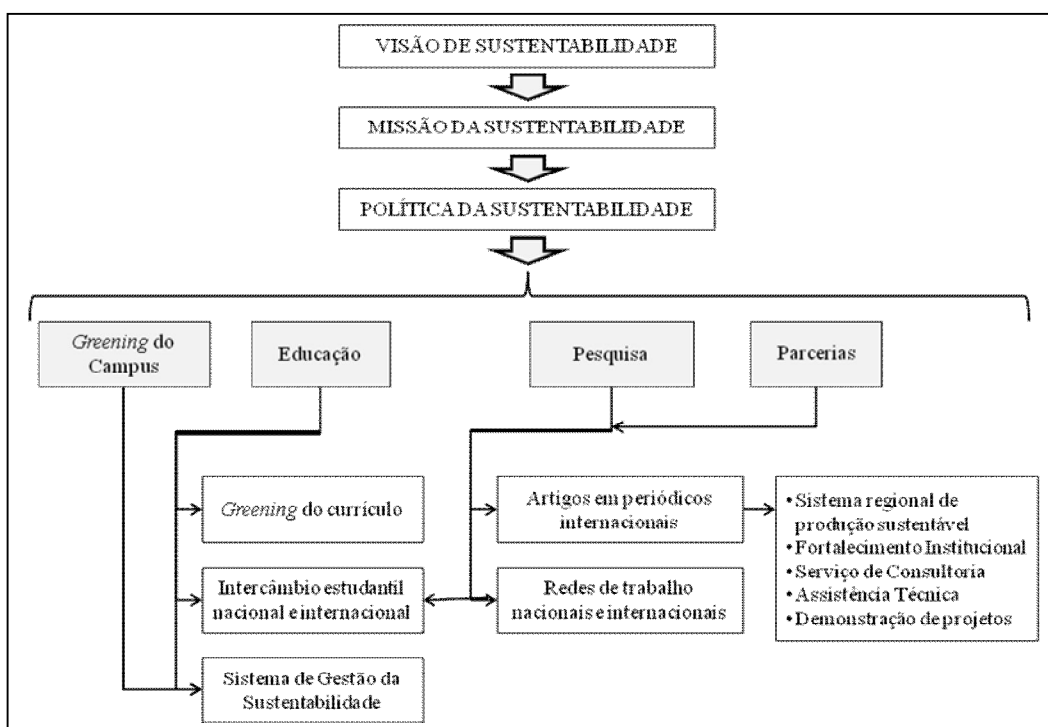 VISÃO DE SUSTENTABILIDADE
MISSÃO DA SUSTENTABILIDADE
POLÍTICA DA SUSTENTABILIDADE
Greening do
Campus
Educação
Pesquisa
Parcerias
Greening do currículo
Artigos em periódicos
internacionais
• Sistema regional de
produção sustentável
• Fortalecimento Institucional
• Serviço de Consultoria
• Assistência Técnica
• Demonstração de projetos
Intercâmbio estudantil
nacional e internacional
Redes de trabalho
nacionais e internacionais
Sistema de Gestão da
Sustentabilidade